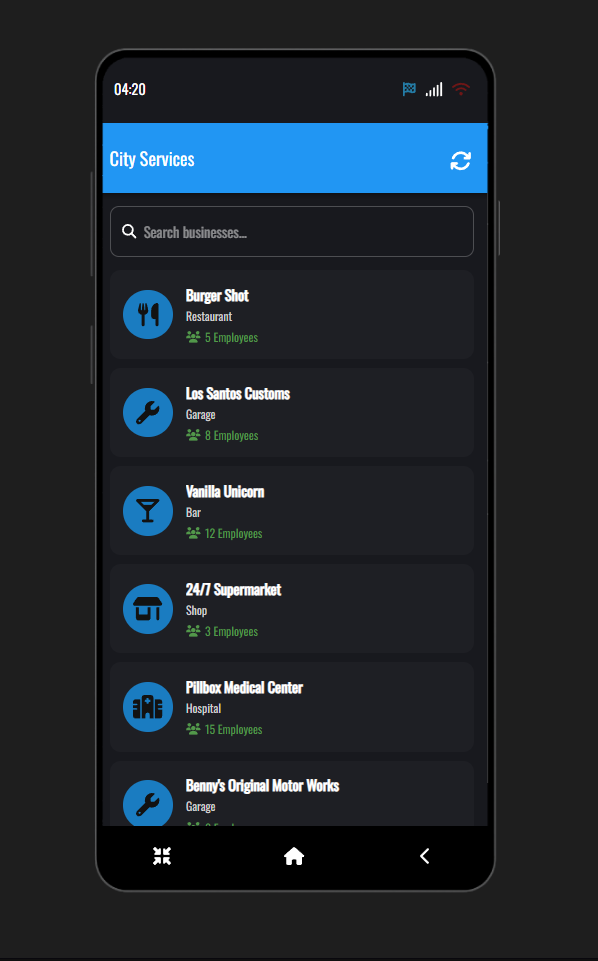 04:20
City Services
Search businesses...
Burger Shot
Restaurant
5 Employees
Los Santos Customs
Garage
8 Employees
Vanilla Unicorn
Bar
12 Employees
24/7 Supermarket
Shop
3 Employees
Pillbox Medical Center
Hospital
15 Employees
Benny's Original Motor Works
Garage